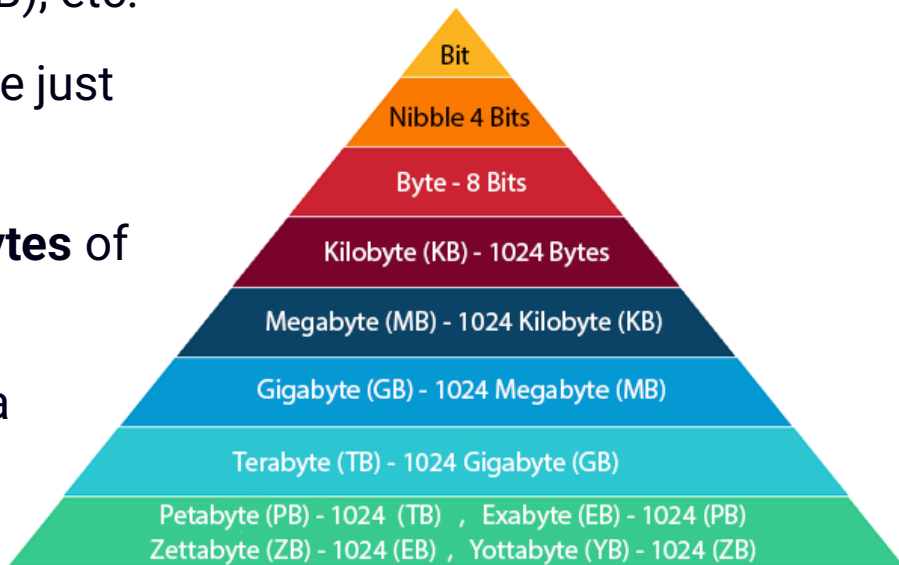 B), etc.
e just
ytes of
a
Bit
Nibble 4 Bits
Byte - 8 Bits
Kilobyte (KB) - 1024 Bytes
Megabyte (MB) - 1024 Kilobyte (KB)
Gigabyte (GB) - 1024 Megabyte (MB)
Terabyte (TB) - 1024 Gigabyte (GB)
Petabyte (PB) - 1024 (TB) , Exabyte (EB) - 1024 (PB)
Zettabyte (ZB) - 1024 (EB) , Yottabyte (YB) - 1024 (ZB)